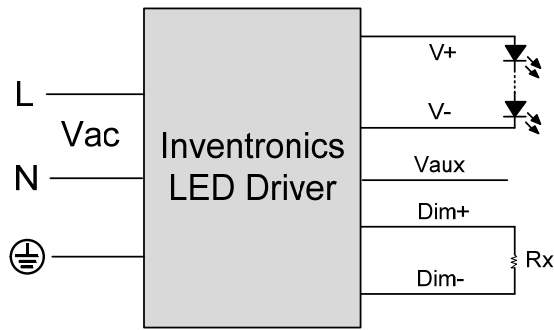 L
Vac
N
Inventronics
LED Driver
V+
V-
Vaux
Dim+
Rx
Dim-